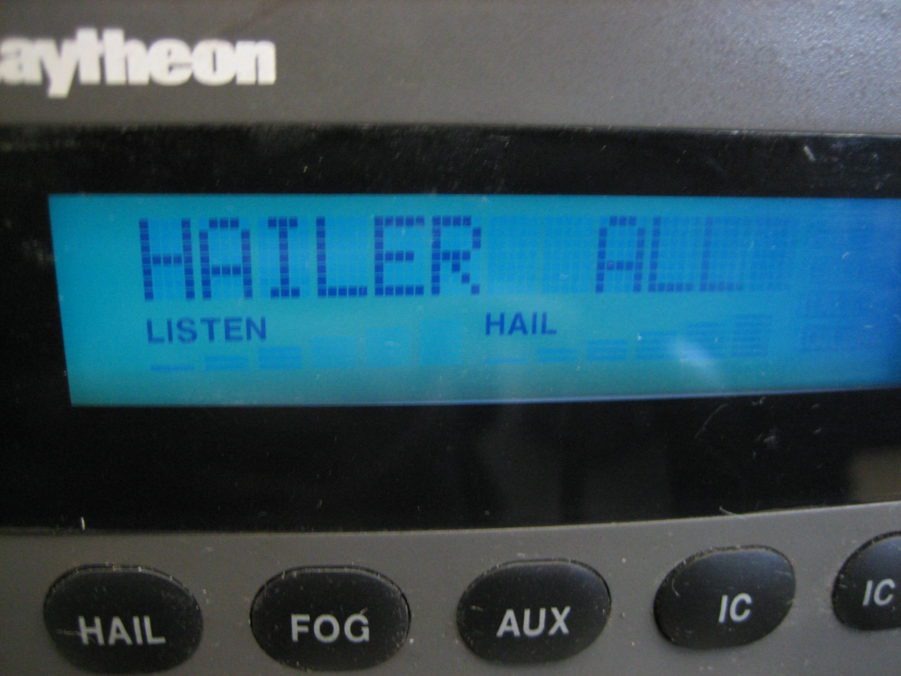 aytheon
HAILER ALL
LISTEN HAIL
HAIL FOG AUX IC IC